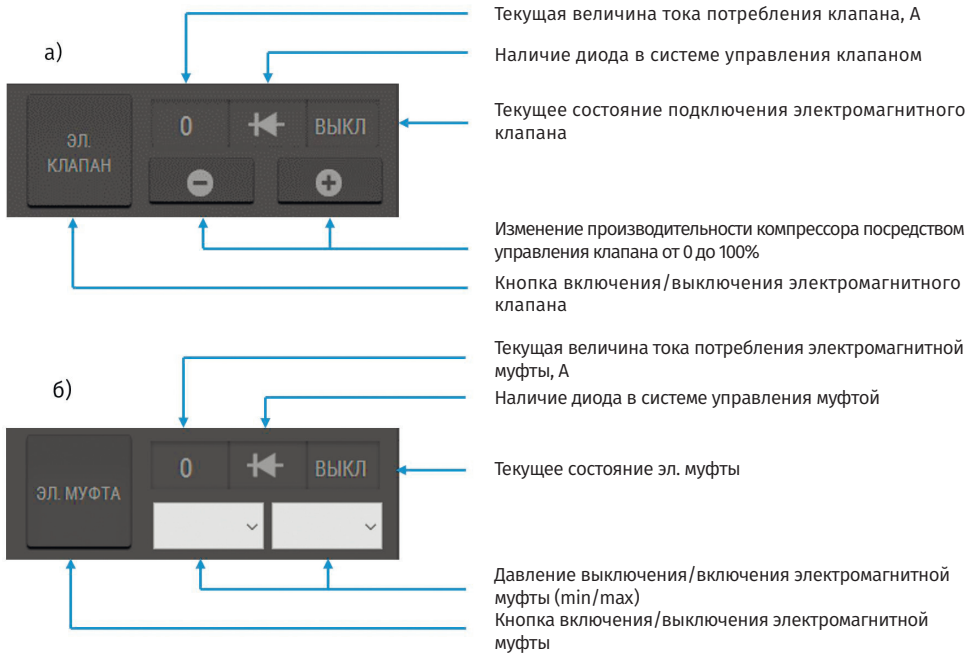 Текущая величина тока потребления клапана, А
а)
Наличие диода в системе управления клапаном
Текущее состояние подключения электромагнитного
клапана
ЭЛ.
КЛАПАН
0
ВЫКЛ
Изменение производительности компрессора посредством
управления клапана от 0 до 100%
Кнопка включения/выключения электромагнитного
клапана
Текущая величина тока потребления электромагнитной
муфты, А
б)
Наличие диода в системе управления муфтой
Текущее состояние эл. муфты
ЭЛ. МУФТА
0
ВЫКЛ
Давление выключения/включения электромагнитной
муфты (min/max)
Кнопка включения/выключения электромагнитной
муфты